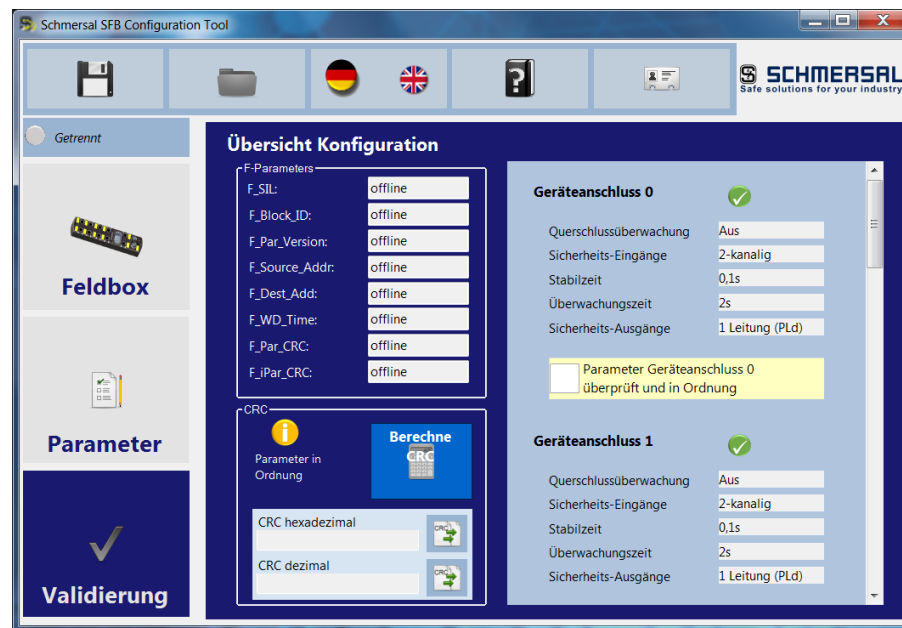 Schmersal SFB Configuration Tool
SCHMERSAL
Safe solutions for your industry
Getrennt
Feldbox
Parameter
Validierung
Übersicht Konfiguration
F-Parameters
F_SIL: offline
F_Block_ID: offline
F_Par_Version: offline
F_Source_Addr: offline
F_Dest_Add: offline
F_WD_Time: offline
F_Par_CRC: offline
F_iPar_CRC: offline
CRC
Parameter in
Ordnung
Berechne
CRC
CRC hexadezimal
CRC
CRC dezimal
CRC
Geräteanschluss 0
Querschlussüberwachung Aus
Sicherheits-Eingänge 2-kanalig
Stabilzeit 0,1s
Überwachungszeit 2s
Sicherheits-Ausgänge 1 Leitung (PLd)
Parameter Geräteanschluss 0
überprüft und in Ordnung
Geräteanschluss 1
Querschlussüberwachung Aus
Sicherheits-Eingänge 2-kanalig
Stabilzeit 0,1s
Überwachungszeit 2s
Sicherheits-Ausgänge 1 Leitung (PLd)